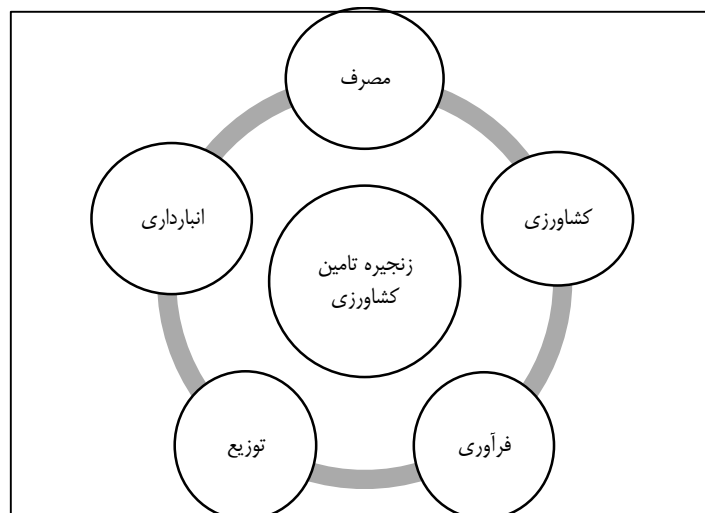 مصرف
کشاورزی
انبارداری
زنجیره تامین
کشاورزی
فرآوری
توزیع